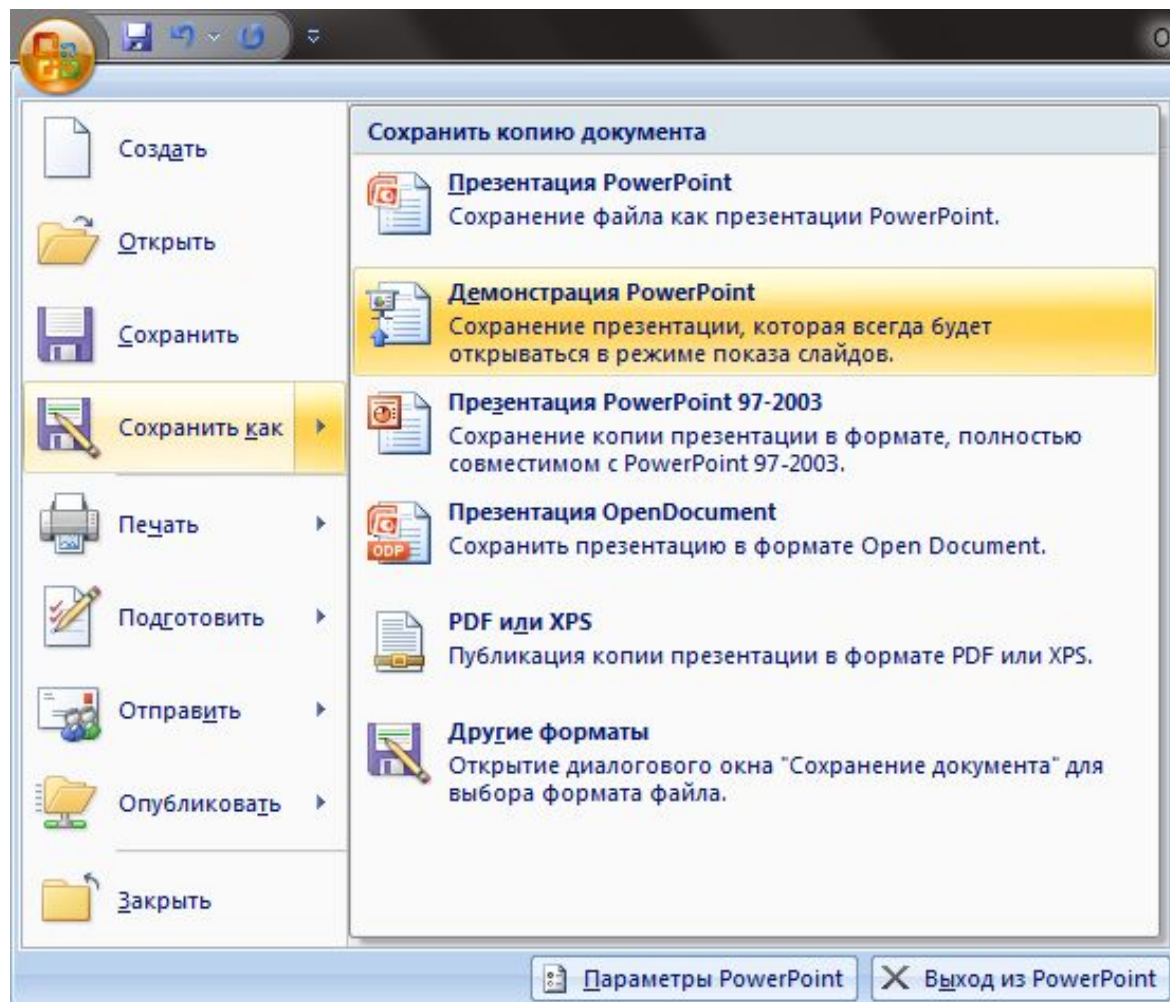 О
Создать
Открыть
Сохранить
Сохранить как
Печать
Подготовить
Отправить
Опубликовать
Закрыть
Сохранить копию документа
Презентация PowerPoint
Сохранение файла как презентации PowerPoint.
Демонстрация PowerPoint
Сохранение презентации, которая всегда будет
открываться в режиме показа слайдов.
Презентация PowerPoint 97-2003
Сохранение копии презентации в формате, полностью
совместимом с PowerPoint 97-2003.
Презентация OpenDocument
ODP
Сохранить презентацию в формате Open Document.
PDF или XPS
Публикация копии презентации в формате PDF или XPS.
Другие форматы
Открытие диалогового окна "Сохранение документа" для
выбора формата файла.
Параметры PowerPoint
Выход из PowerPoint